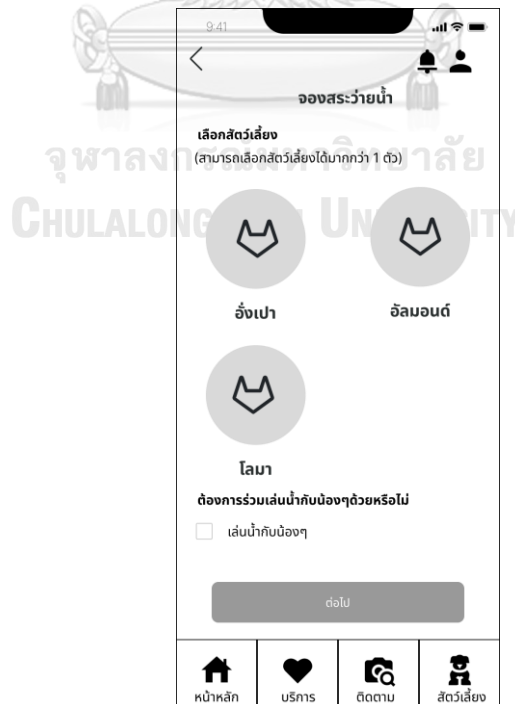 9:41
จองสระว่ายน้ำ
เลือกสัตว์เลี้ยง
(สามารถเลือกสัตว์เลี้ยงได้มากกว่า 1 ตัว)
อั่งเปา
อัลมอนด์
โลมา
ต้องการร่วมเล่นน้ำกับน้องๆด้วยหรือไม่
เล่นน้ำกับน้องๆ
ต่อไป
หน้าหลัก
บริการ
ติดตาม
สัตว์เลี้ยง